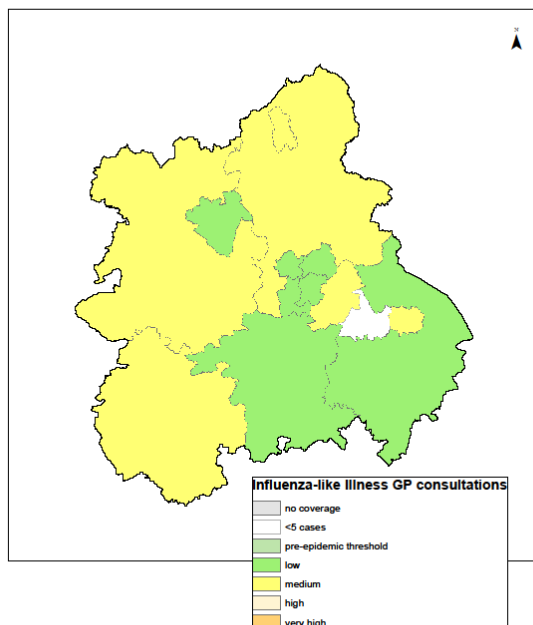 N
Influenza-like Illness GP consultations
no coverage
<5 cases
pre-epidemic threshold
low
medium
high
very high